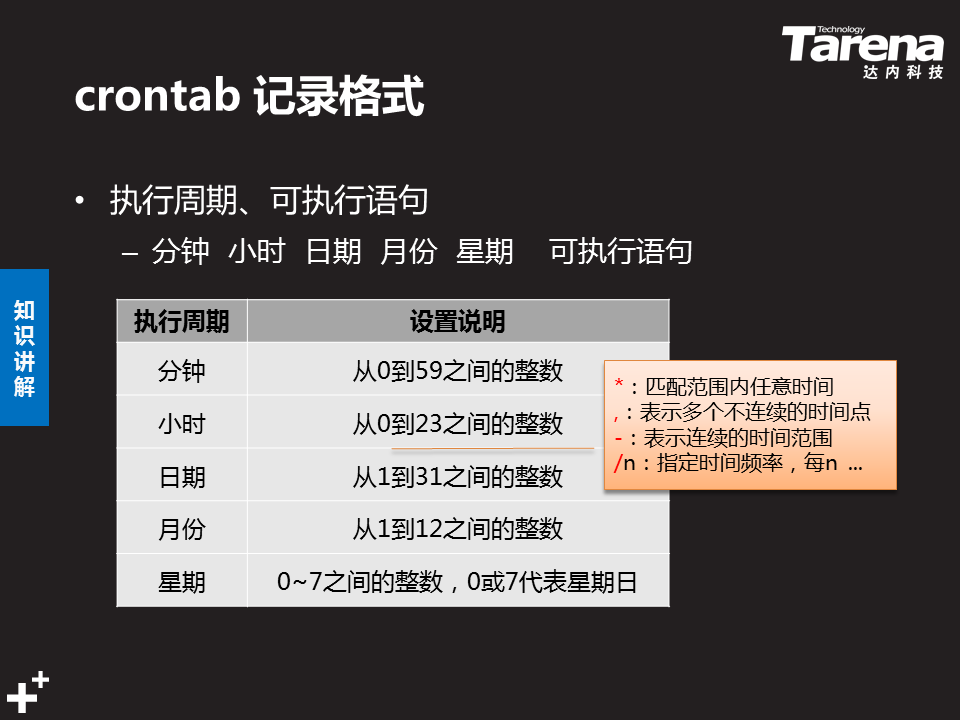 Technology
Tarena
达内科技
crontab 记录格式
• 执行周期、可执行语句
– 分钟 小时 日期 月份 星期 可执行语句
知识讲解
执行周期 设置说明
分钟 从0到59之间的整数
小时 从0到23之间的整数
日期 从1到31之间的整数
月份 从1到12之间的整数
星期 0~7之间的整数，0或7代表星期日
*：匹配范围内任意时间
,：表示多个不连续的时间点
-：表示连续的时间范围
/n：指定时间频率，每n ...